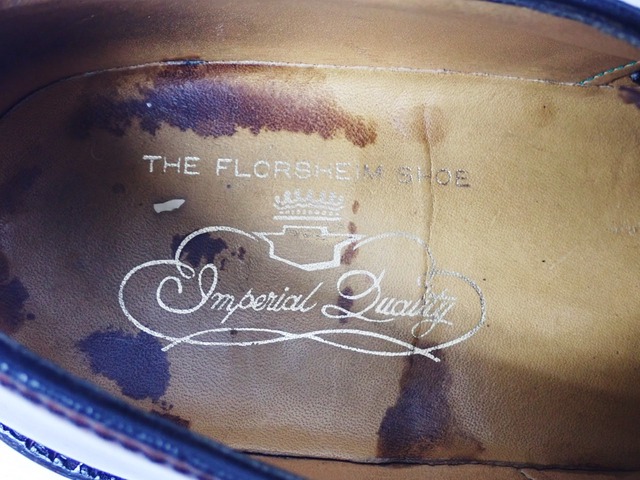 THE FLORSHEIM SHOE
Imperial Quality